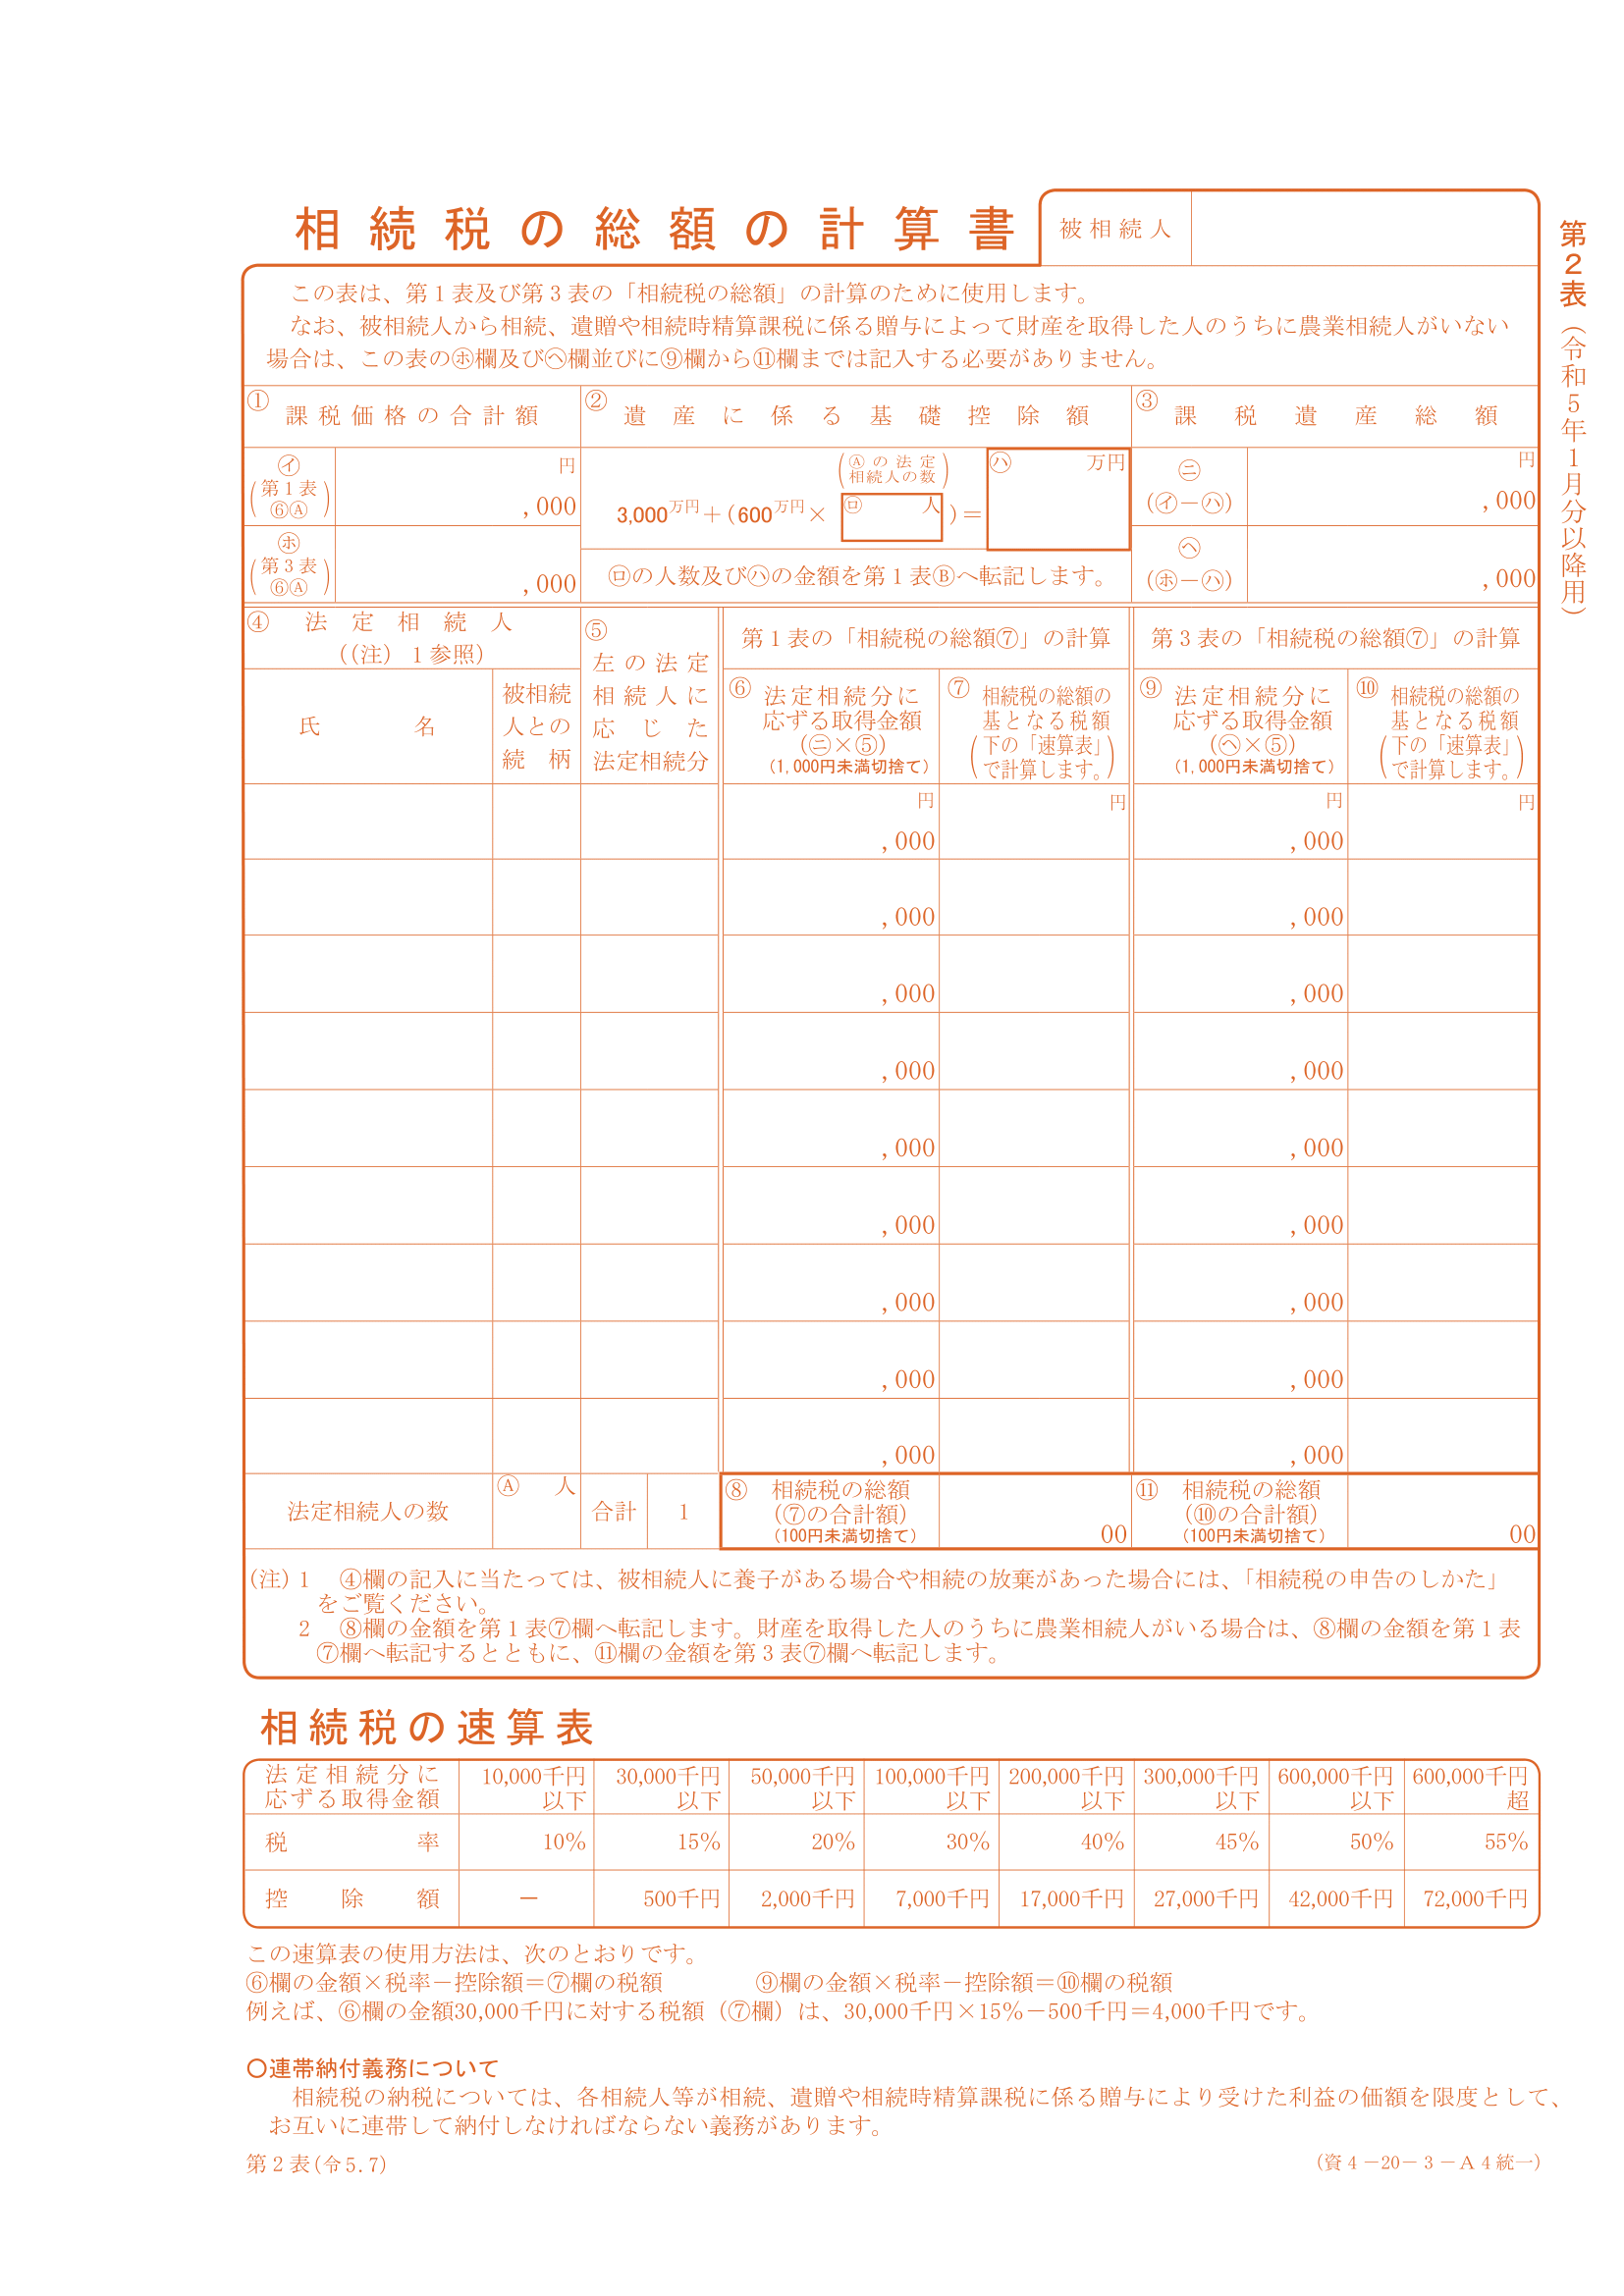 相続税の総額の計算書
被相続人
第2表（令和5年1月分以降用）
この表は、第1表及び第3表の「相続税の総額」の計算のために使用します。
なお、被相続人から相続、遺贈や相続時精算課税に係る贈与によって財産を取得した人のうちに農業相続人がいない
場合は、この表の㋭欄及び㋬欄並びに⑨欄から⑪欄までは記入する必要がありません。
① 課税価格の合計額
② 遺産に係る基礎控除額
③ 課税遺産総額
㋑
（第1表
⑥Ⓐ）
円
,000
（Ⓐの法定
相続人の数）
3,000万円＋（600万円×
㋺ 人
）＝
㋩ 万円
㊁
（㋑－㋩）
円
,000
㋭
（第3表
⑥Ⓐ）
,000
㋺の人数及び㋩の金額を第1表Ⓑへ転記します。
㋬
（㋭－㋩）
,000
④ 法定相続人
（（注）1参照）
⑤
左の法定
相続人に
応じた
法定相続分
第1表の「相続税の総額⑦」の計算
第3表の「相続税の総額⑦」の計算
氏 名
被相続
人との
続柄
⑥ 法定相続分に
応ずる取得金額
（㊁×⑤）
（1,000円未満切捨て）
⑦ 相続税の総額の
基となる税額
（下の「速算表」
で計算します。）
⑨ 法定相続分に
応ずる取得金額
（㋬×⑤）
（1,000円未満切捨て）
⑩ 相続税の総額の
基となる税額
（下の「速算表」
で計算します。）
円 円 円 円
,000 ,000
,000 ,000
,000 ,000
,000 ,000
,000 ,000
,000 ,000
,000 ,000
,000 ,000
,000 ,000
法定相続人の数
Ⓐ 人
合計
1
⑧ 相続税の総額
（⑦の合計額）
（100円未満切捨て）
00
⑪ 相続税の総額
（⑩の合計額）
（100円未満切捨て）
00
（注）1 ④欄の記入に当たっては、被相続人に養子がある場合や相続の放棄があった場合には、「相続税の申告のしかた」
をご覧ください。
2 ⑧欄の金額を第1表⑦欄へ転記します。財産を取得した人のうちに農業相続人がいる場合は、⑧欄の金額を第1表
⑦欄へ転記するとともに、⑪欄の金額を第3表⑦欄へ転記します。
相続税の速算表
法定相続分に
応ずる取得金額
10,000千円
以下
30,000千円
以下
50,000千円
以下
100,000千円
以下
200,000千円
以下
300,000千円
以下
600,000千円
以下
600,000千円
超
税率 10% 15% 20% 30% 40% 45% 50% 55%
控除額 － 500千円 2,000千円 7,000千円 17,000千円 27,000千円 42,000千円 72,000千円
この速算表の使用方法は、次のとおりです。
⑥欄の金額×税率－控除額＝⑦欄の税額 ⑨欄の金額×税率－控除額＝⑩欄の税額
例えば、⑥欄の金額30,000千円に対する税額（⑦欄）は、30,000千円×15%－500千円＝4,000千円です。
○連帯納付義務について
相続税の納税については、各相続人等が相続、遺贈や相続時精算課税に係る贈与により受けた利益の価額を限度として、
お互いに連帯して納付しなければならない義務があります。
第2表（令5.7）
（資4－20－3－A4統一）